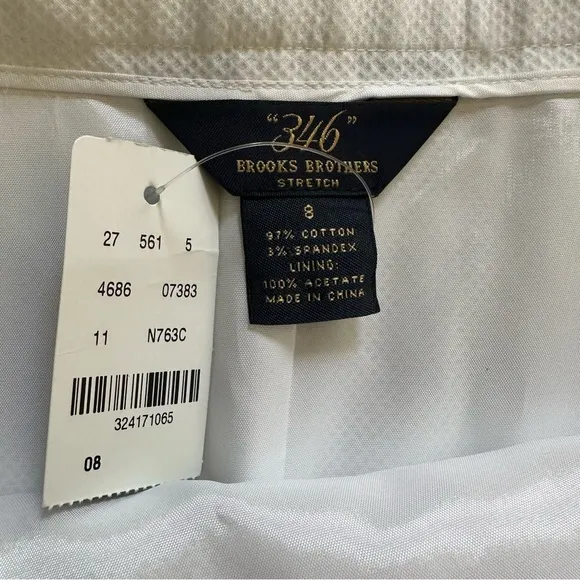 "346"
BROOKS BROTHERS
STRETCH
8
97% COTTON
3% SPANDEX
LINING:
100% ACETATE
MADE IN CHINA
27 561 5
4686 07383
11 N763C
324171065
08